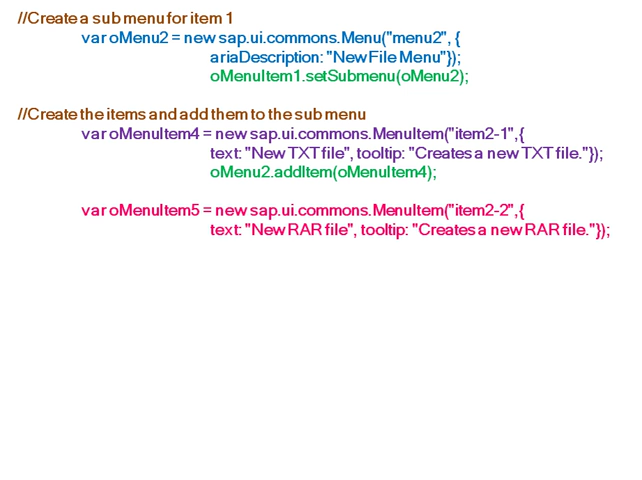 //Create a sub menu for item 1
var oMenu2 = new sap.ui.commons.Menu("menu2", {
ariaDescription: "New File Menu"});
oMenuItem1.setSubmenu(oMenu2);
//Create the items and add them to the sub menu
var oMenuItem4 = new sap.ui.commons.MenuItem("item2-1",{
text: "New TXT file", tooltip: "Creates a new TXT file."});
oMenu2.addItem(oMenuItem4);
var oMenuItem5 = new sap.ui.commons.MenuItem("item2-2",{
text: "New RAR file", tooltip: "Creates a new RAR file."});